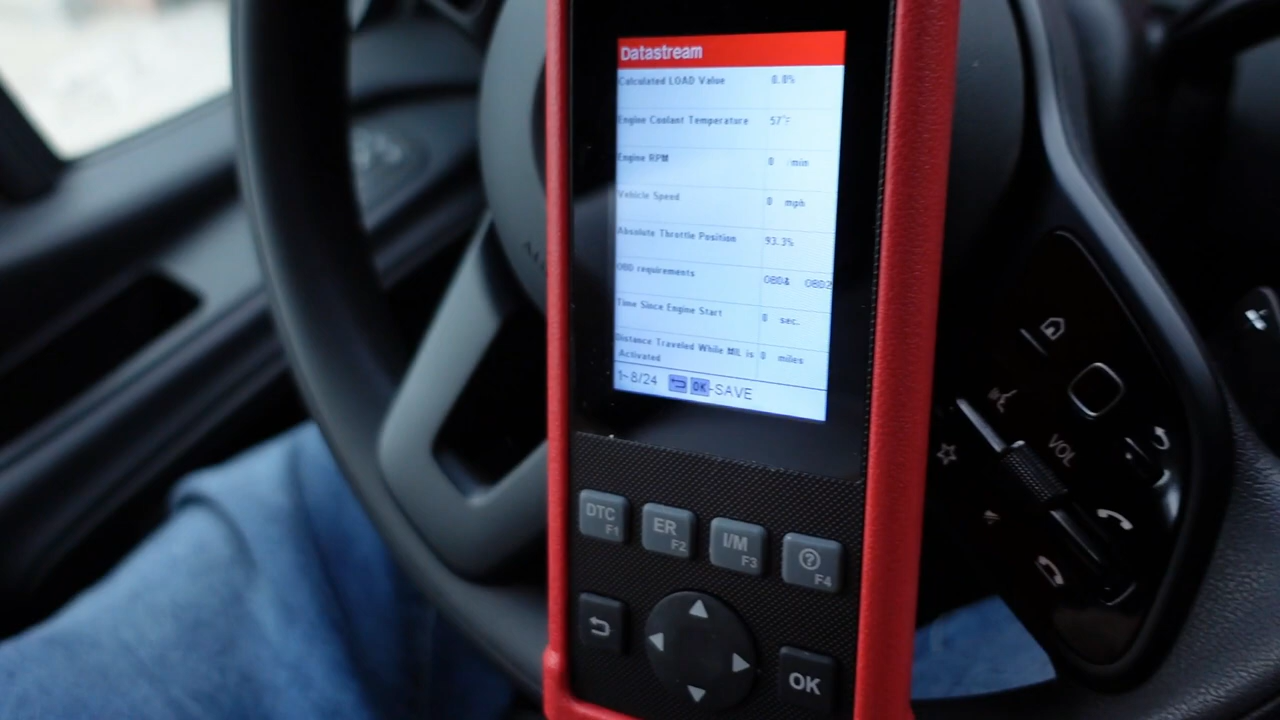 Datastream
Calculated LOAD Value 0.0%
Engine Coolant Temperature 57°F
Engine RPM 0 /min
Vehicle Speed 0 mph
Absolute Throttle Position 93.3%
OBD requirements OBD& OBD2
Time Since Engine Start 0 sec.
Distance Traveled While MIL is 0 miles
Activated
1~8/24 OK-SAVE
DTC F1
ER F2
I/M F3
? F4
OK
VOL